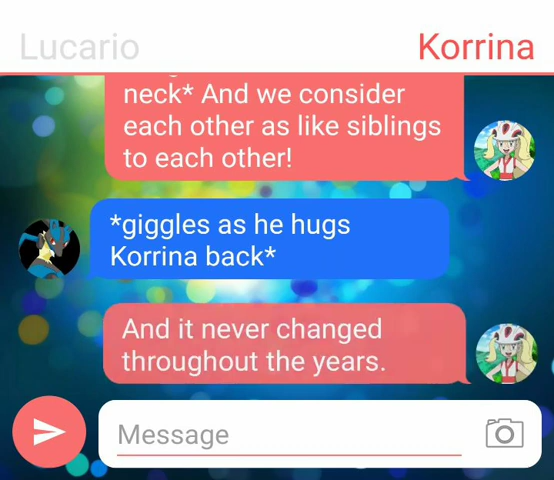 Lucario
Korrina
neck* And we consider
each other as like siblings
to each other!
*giggles as he hugs
Korrina back*
And it never changed
throughout the years.
Message